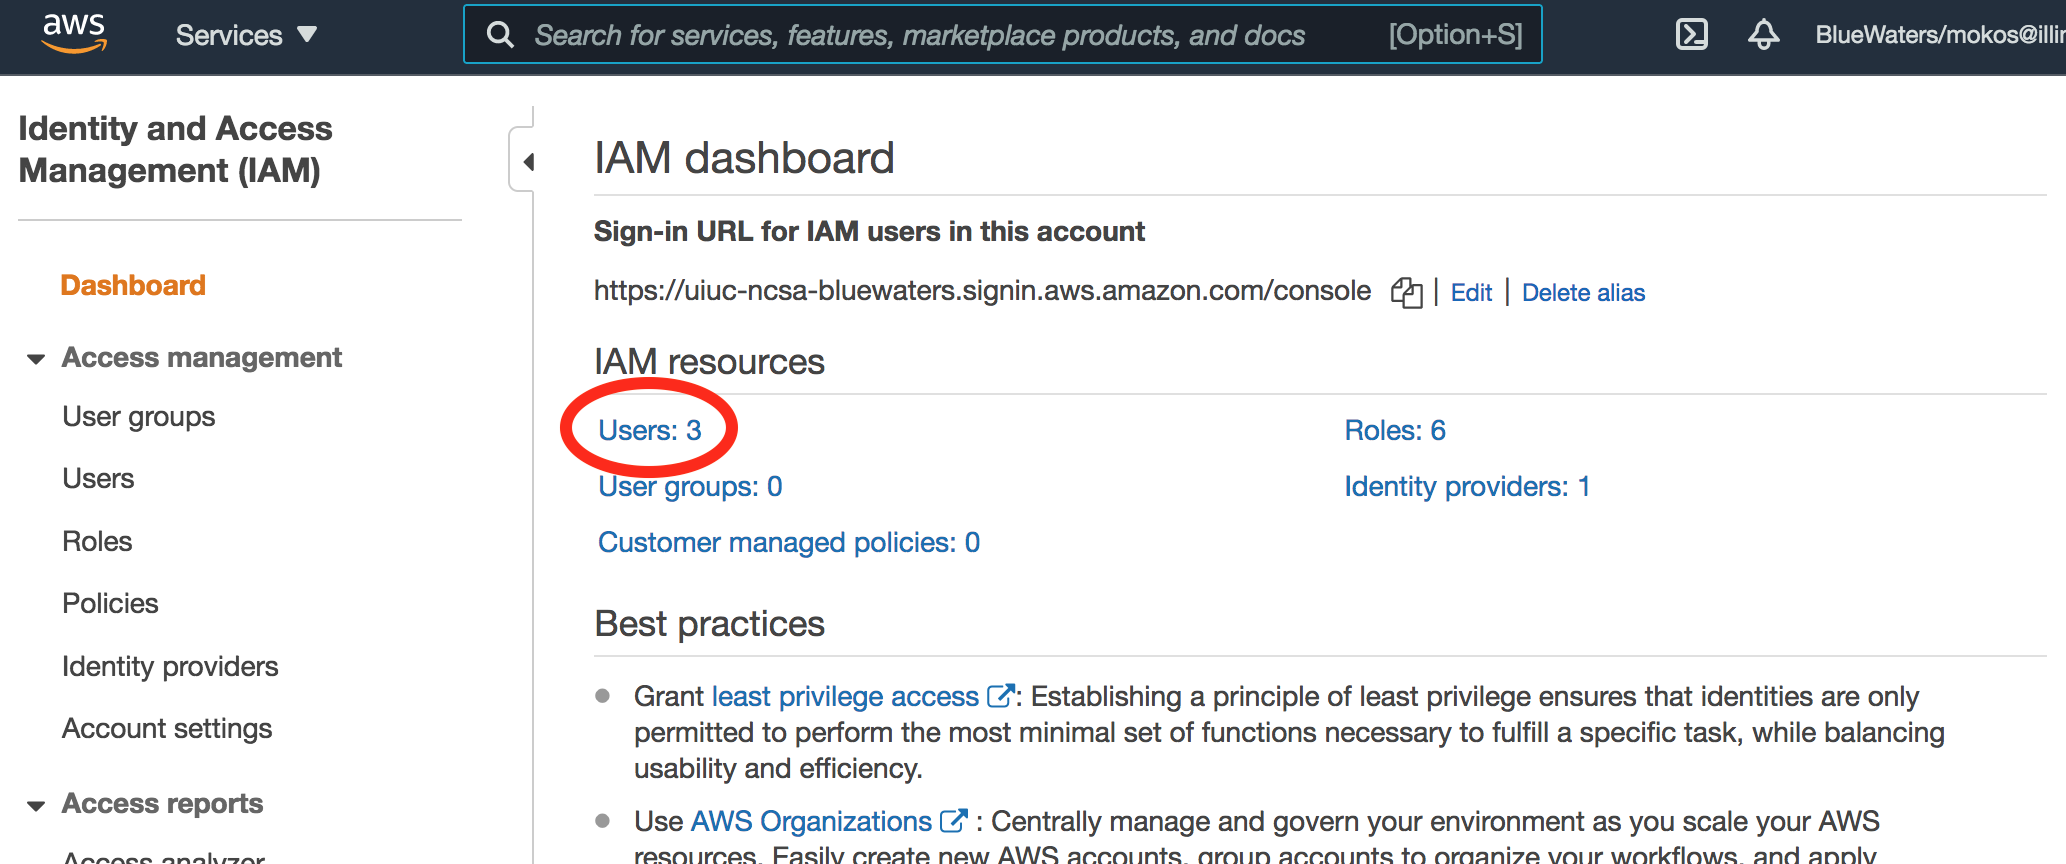 aws
Services
Search for services, features, marketplace products, and docs
[Option+S]
BlueWaters/mokos@illin
Identity and Access
Management (IAM)
Dashboard
Access management
User groups
Users
Roles
Policies
Identity providers
Account settings
Access reports
Access analyzer
IAM dashboard
Sign-in URL for IAM users in this account
https://uiuc-ncsa-bluewaters.signin.aws.amazon.com/console | Edit | Delete alias
IAM resources
Users: 3
Roles: 6
User groups: 0
Identity providers: 1
Customer managed policies: 0
Best practices
Grant least privilege access : Establishing a principle of least privilege ensures that identities are only
permitted to perform the most minimal set of functions necessary to fulfill a specific task, while balancing
usability and efficiency.
Use AWS Organizations : Centrally manage and govern your environment as you scale your AWS
resources. Easily create new AWS accounts, group accounts to organize your workflows, and apply